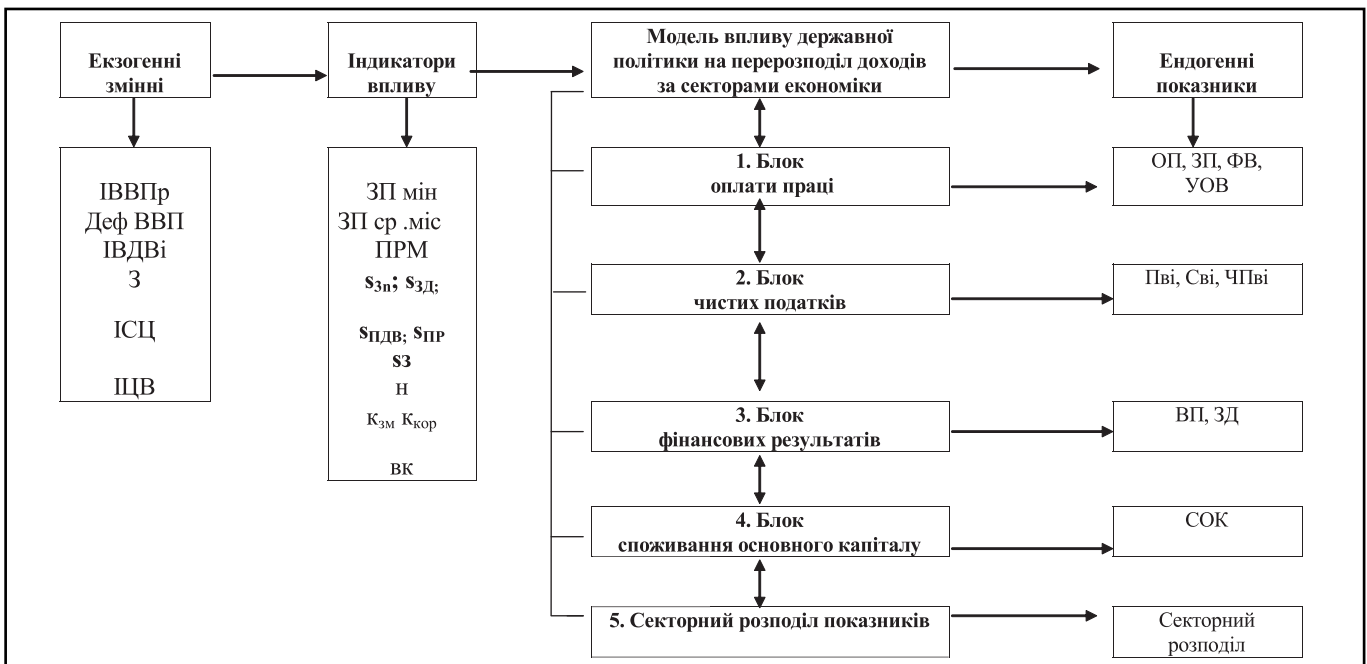 Екзогенні
змінні
Індикатори
впливу
Модель впливу державної
політики на перерозподіл доходів
за секторами економіки
Ендогенні
показники
ІВВПр
Деф ВВП
ІВДВі
З
ІСЦ
ІЦВ
ЗП мін
ЗП ср .міс
ПРМ
sЗп; sЗД;
sПДВ; sПР
sЗ
н
кзм ккор
вк
1. Блок
оплати праці
2. Блок
чистих податків
3. Блок
фінансових результатів
4. Блок
споживання основного капіталу
5. Секторний розподіл показників
ОП, ЗП, ФВ,
УОВ
Пві, Сві, ЧПві
ВП, ЗД
СОК
Секторний
розподіл